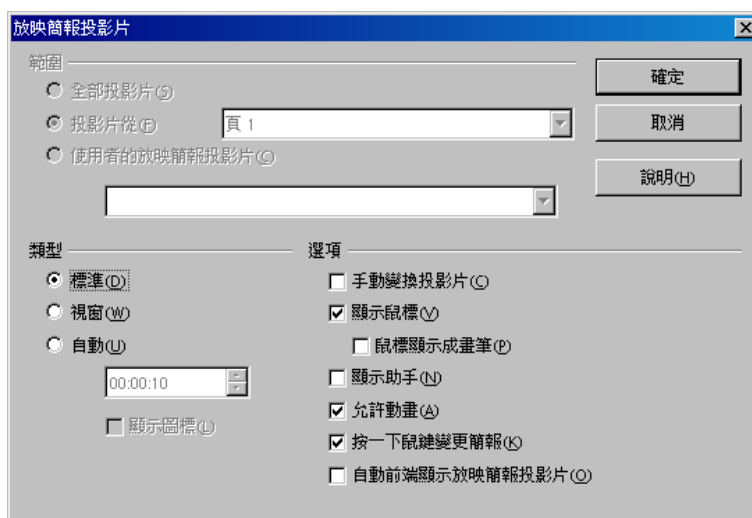 放映簡報投影片
範圍
全部投影片(S)
投影片從(F)
頁 1
使用者的放映簡報投影片(C)
確定
取消
說明(H)
類型
標準(D)
視窗(W)
自動(U)
00:00:10
顯示圖標(L)
選項
手動變換投影片(C)
顯示鼠標(V)
鼠標顯示成畫筆(P)
顯示助手(N)
允許動畫(A)
按一下鼠鍵變更簡報(K)
自動前端顯示放映簡報投影片(O)